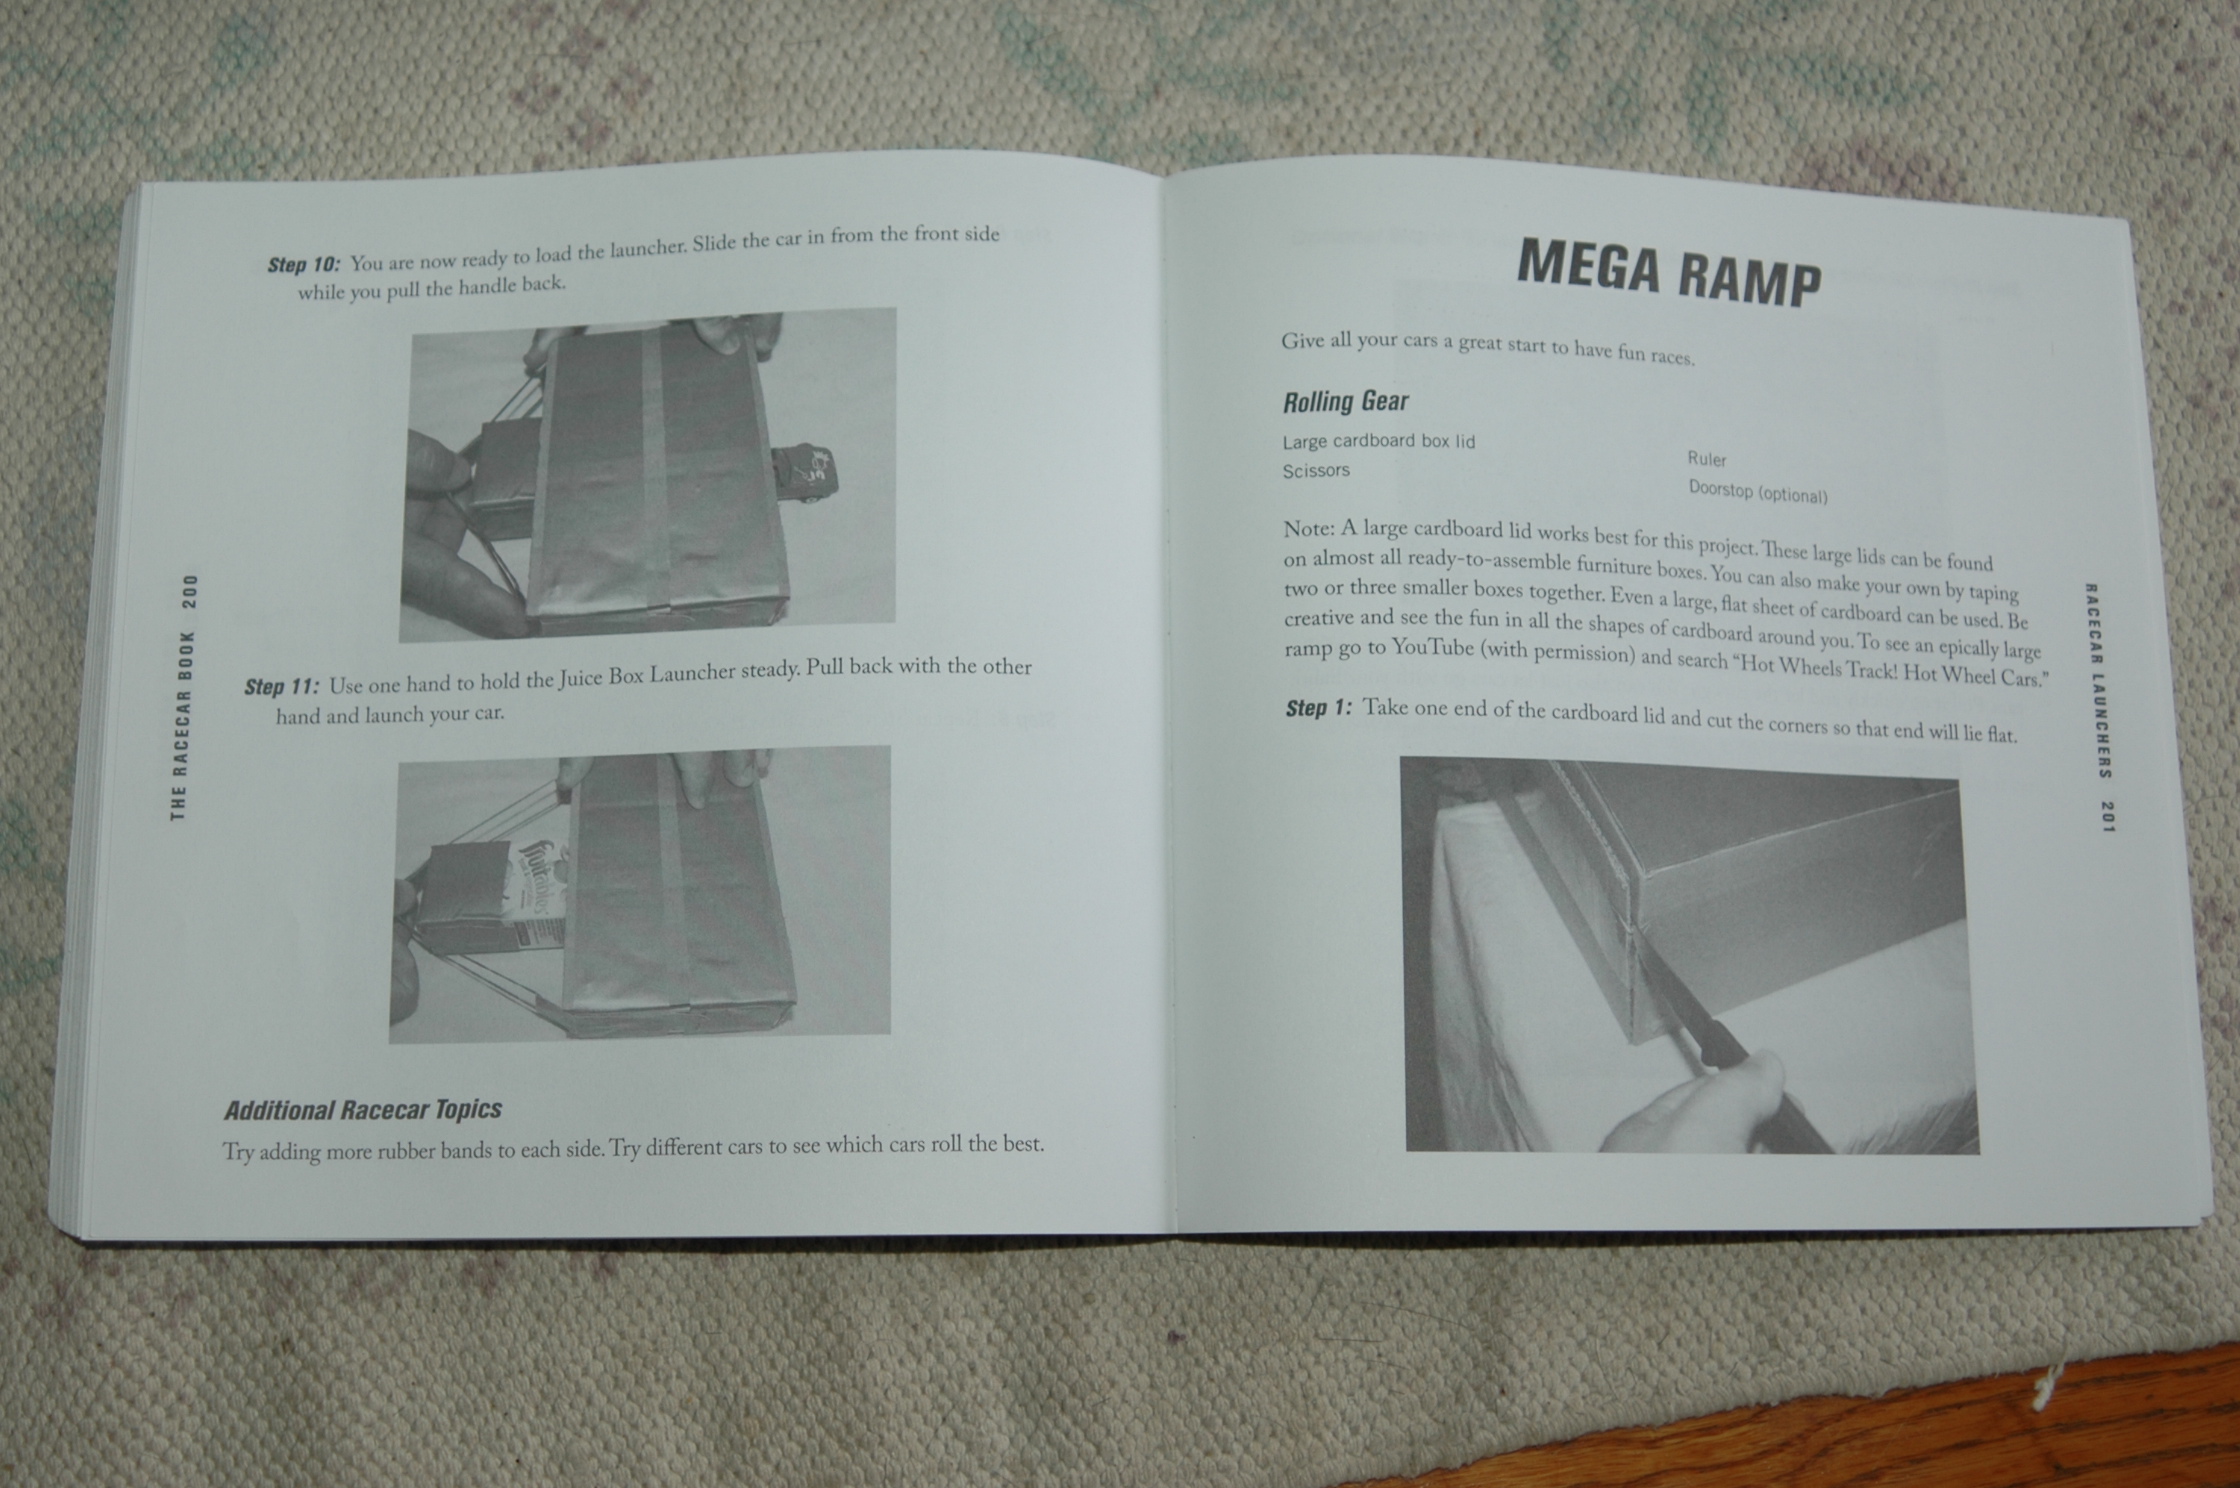 Step 10: You are now ready to load the launcher. Slide the car in from the front side
while you pull the handle back.
Step 11: Use one hand to hold the Juice Box Launcher steady. Pull back with the other
hand and launch your car.
fruitables
Additional Racecar Topics
Try adding more rubber bands to each side. Try different cars to see which cars roll the best.
THE RACECAR BOOK 200
MEGA RAMP
Give all your cars a great start to have fun races.
Rolling Gear
Large cardboard box lid
Scissors
Ruler
Doorstop (optional)
Note: A large cardboard lid works best for this project. These large lids can be found
on almost all ready-to-assemble furniture boxes. You can also make your own by taping
two or three smaller boxes together. Even a large, flat sheet of cardboard can be used. Be
creative and see the fun in all the shapes of cardboard around you. To see an epically large
ramp go to YouTube (with permission) and search “Hot Wheels Track! Hot Wheel Cars.”
Step 1: Take one end of the cardboard lid and cut the corners so that end will lie flat.
RACECAR LAUNCHERS 201